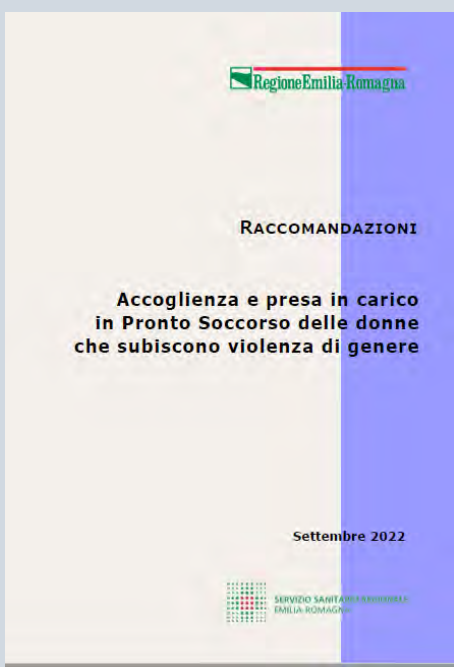 RegioneEmilia-Romagna
RACCOMANDAZIONI
Accoglienza e presa in carico
in Pronto Soccorso delle donne
che subiscono violenza di genere
Settembre 2022
SERVIZIO SANITARIO REGIONALE
EMILIA-ROMAGNA